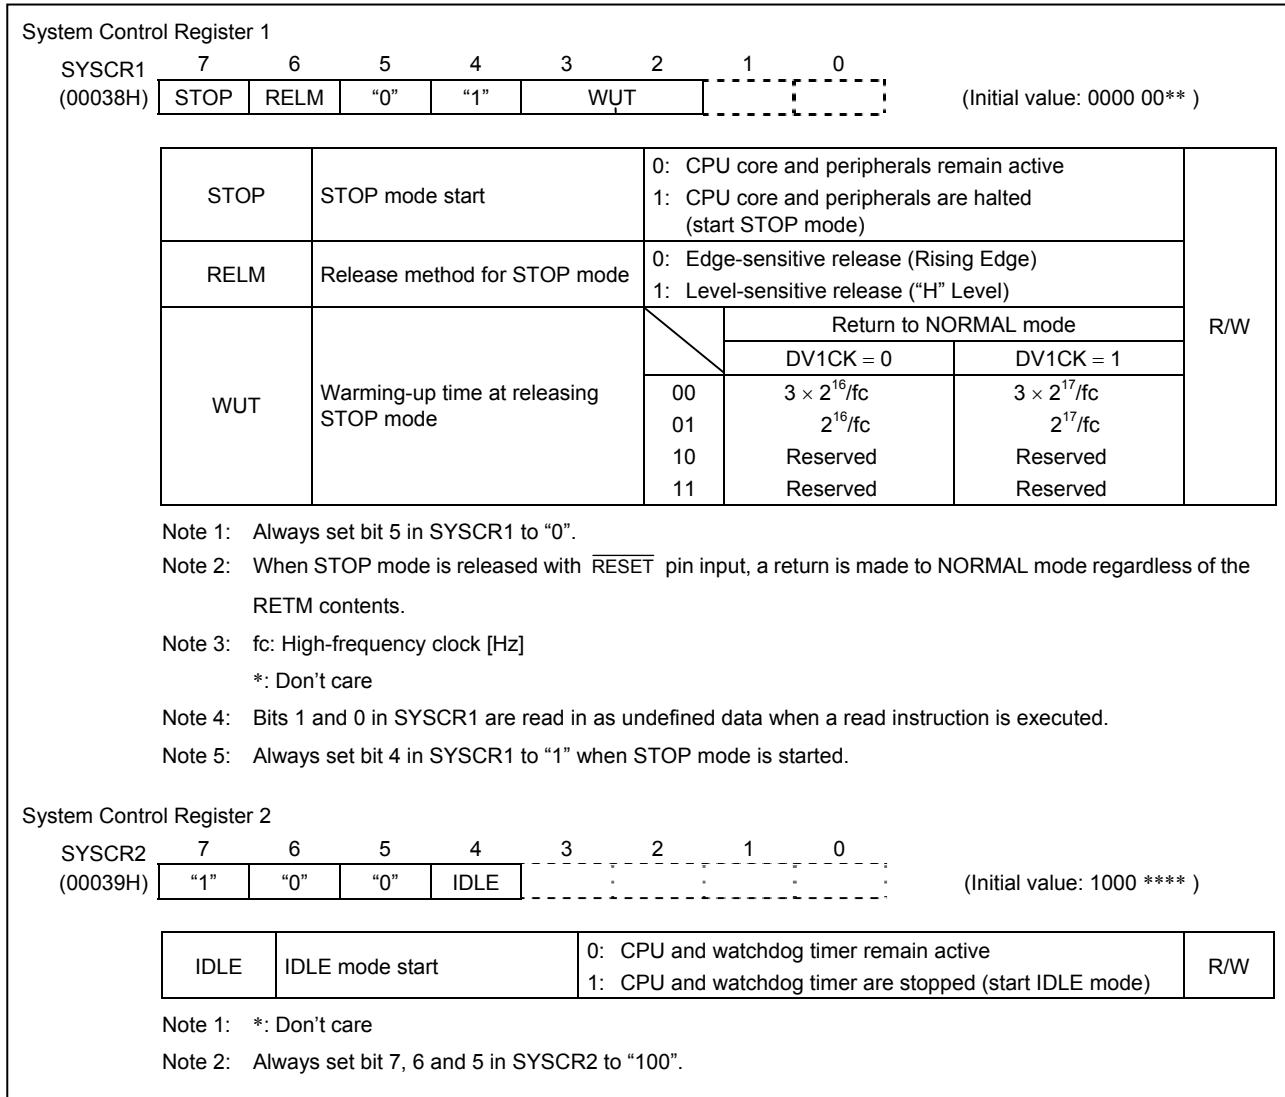 System Control Register 1
SYSCR1 7 6 5 4 3 2 1 0
(00038H) STOP RELM “0” “1” WUT (Initial value: 0000 00** )
STOP STOP mode start 0: CPU core and peripherals remain active
1: CPU core and peripherals are halted
(start STOP mode)
RELM Release method for STOP mode 0: Edge-sensitive release (Rising Edge)
1: Level-sensitive release (“H” Level)
R/W
WUT Warming-up time at releasing
STOP mode
Return to NORMAL mode
DV1CK = 0 DV1CK = 1
00 3 × 2^16/fc 3 × 2^17/fc
01 2^16/fc 2^17/fc
10 Reserved Reserved
11 Reserved Reserved
Note 1: Always set bit 5 in SYSCR1 to “0”.
Note 2: When STOP mode is released with RESET pin input, a return is made to NORMAL mode regardless of the
RETM contents.
Note 3: fc: High-frequency clock [Hz]
*: Don’t care
Note 4: Bits 1 and 0 in SYSCR1 are read in as undefined data when a read instruction is executed.
Note 5: Always set bit 4 in SYSCR1 to “1” when STOP mode is started.
System Control Register 2
SYSCR2 7 6 5 4 3 2 1 0
(00039H) “1” “0” “0” IDLE (Initial value: 1000 **** )
IDLE IDLE mode start 0: CPU and watchdog timer remain active
1: CPU and watchdog timer are stopped (start IDLE mode)
R/W
Note 1: *: Don’t care
Note 2: Always set bit 7, 6 and 5 in SYSCR2 to “100”.